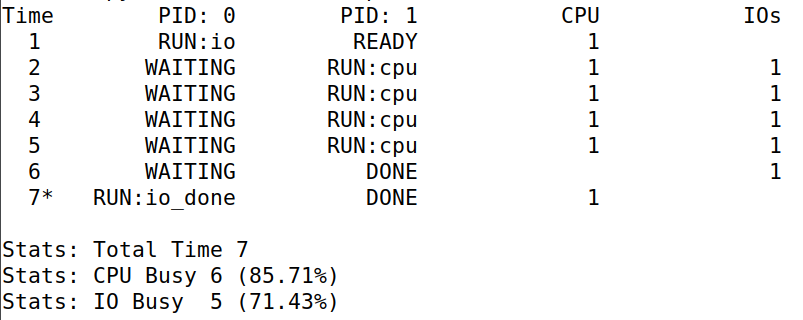 Time PID: 0 PID: 1 CPU IOs
1 RUN:io READY 1
2 WAITING RUN:cpu 1 1
3 WAITING RUN:cpu 1 1
4 WAITING RUN:cpu 1 1
5 WAITING RUN:cpu 1 1
6 WAITING DONE 1
7* RUN:io_done DONE 1
Stats: Total Time 7
Stats: CPU Busy 6 (85.71%)
Stats: IO Busy 5 (71.43%)